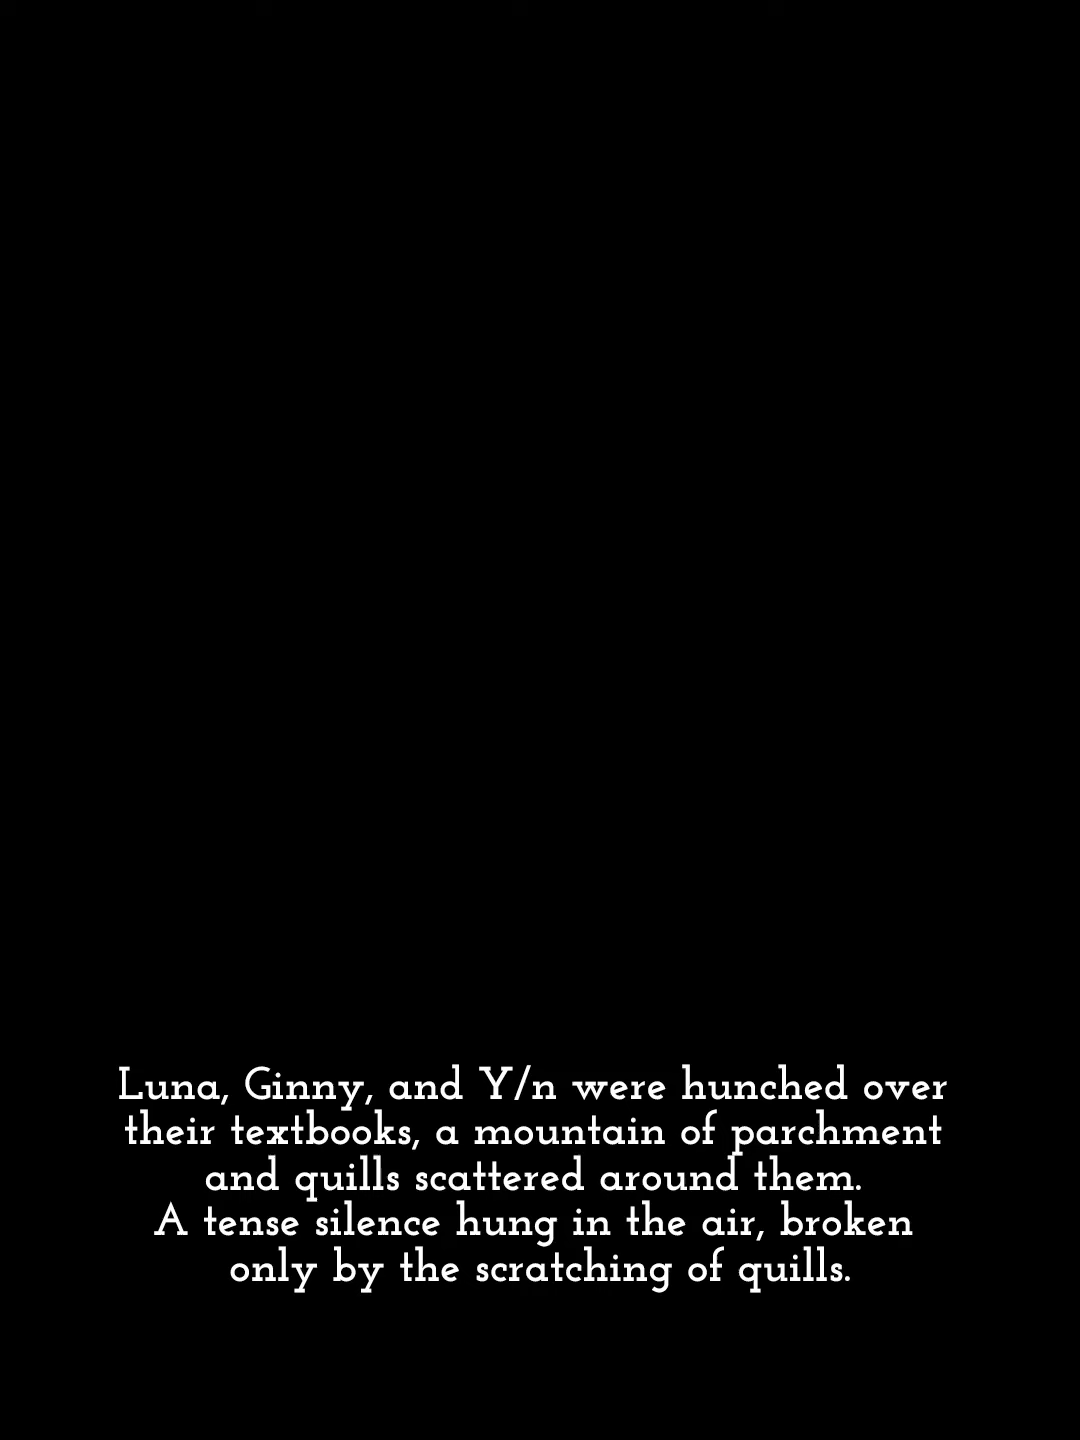 Luna, Ginny, and Y/n were hunched over
their textbooks, a mountain of parchment
and quills scattered around them.
A tense silence hung in the air, broken
only by the scratching of quills.